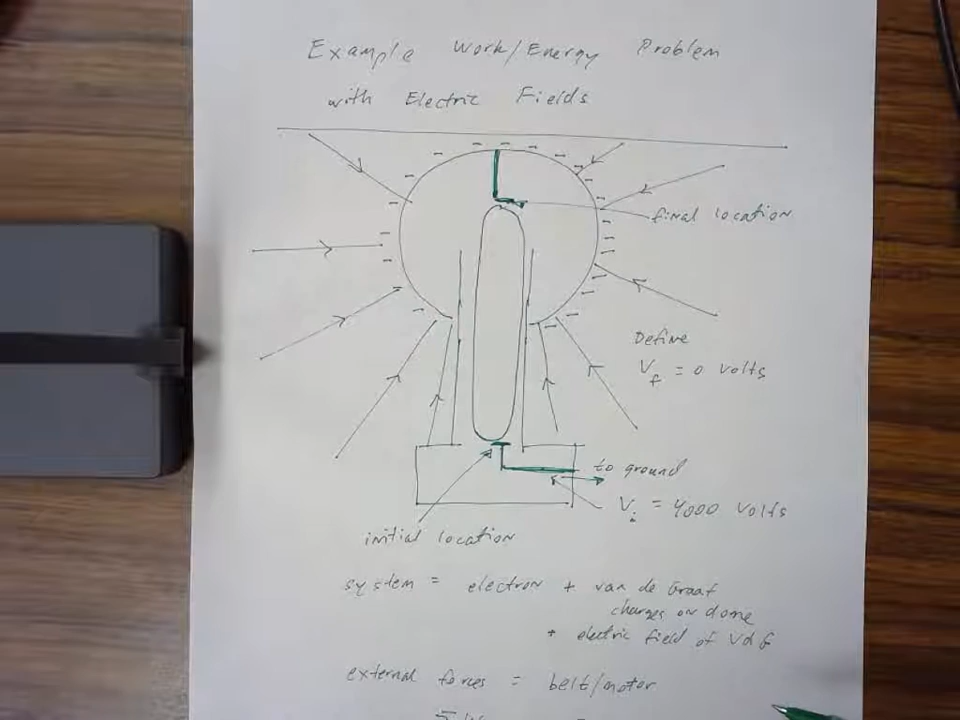 Example Work/Energy Problem
with Electric Fields
final location
Define
V_f = 0 volts
to ground
V_i = 4000 volts
initial location
system = electron + van de Graaf
charges on dome
+ electric field of VdG
external forces = belt/motor